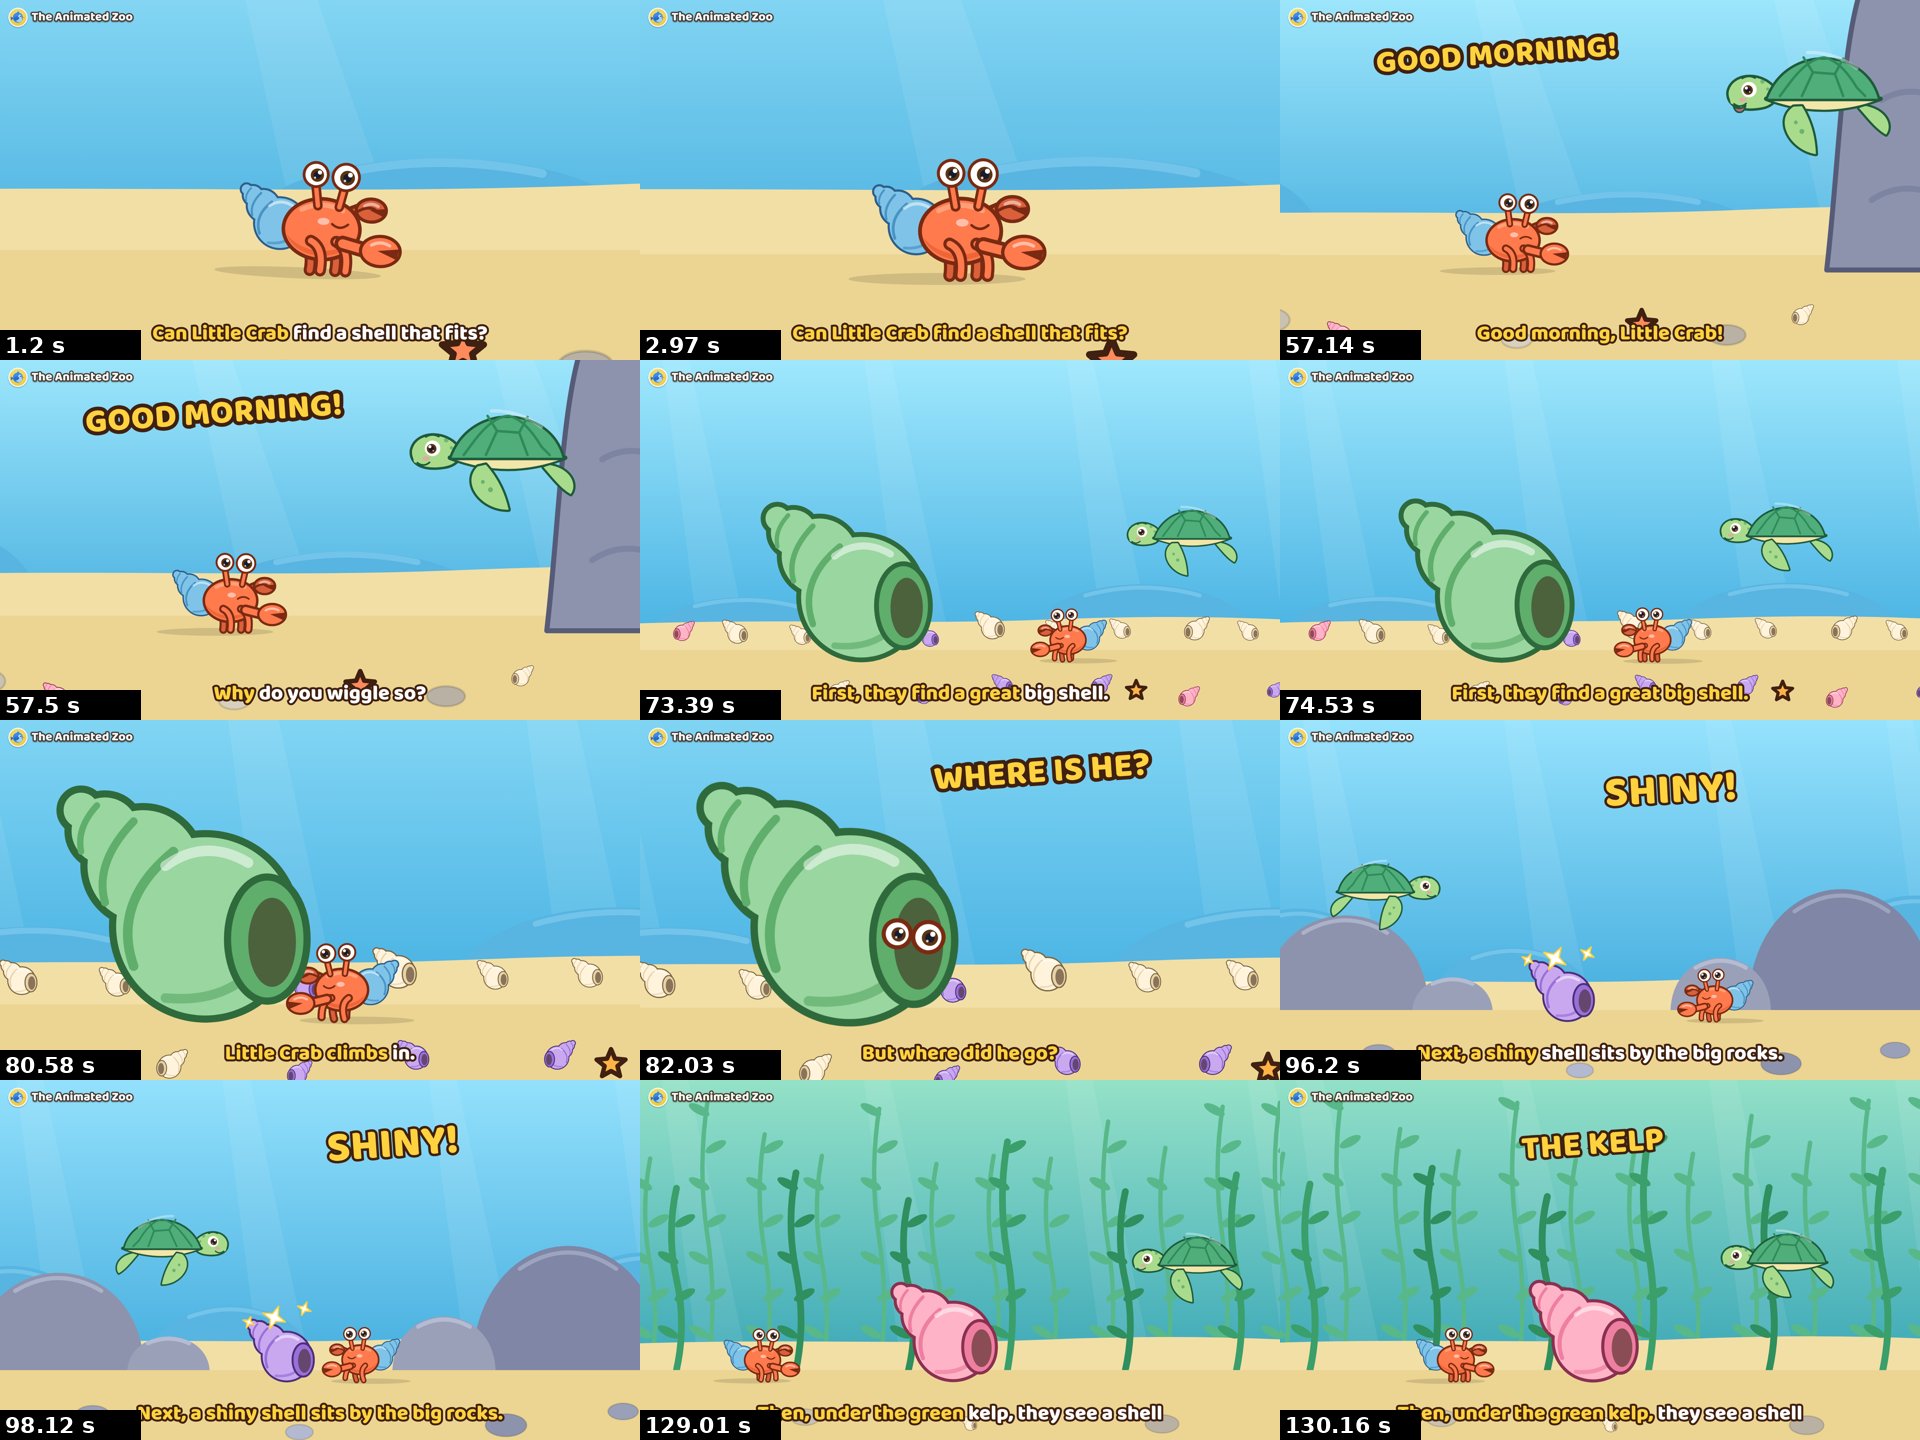 The Animated Zoo
Can Little Crab find a shell that fits?
1.2 s
The Animated Zoo
Can Little Crab find a shell that fits?
2.97 s
The Animated Zoo
GOOD MORNING!
Good morning, Little Crab!
57.14 s
The Animated Zoo
GOOD MORNING!
Why do you wiggle so?
57.5 s
The Animated Zoo
First, they find a great big shell.
73.39 s
The Animated Zoo
First, they find a great big shell.
74.53 s
The Animated Zoo
Little Crab climbs in.
80.58 s
The Animated Zoo
WHERE IS HE?
But where did he go?
82.03 s
The Animated Zoo
SHINY!
Next, a shiny shell sits by the big rocks.
96.2 s
The Animated Zoo
SHINY!
Next, a shiny shell sits by the big rocks.
98.12 s
The Animated Zoo
Then, under the green kelp, they see a shell
129.01 s
The Animated Zoo
THE KELP
Then, under the green kelp, they see a shell
130.16 s